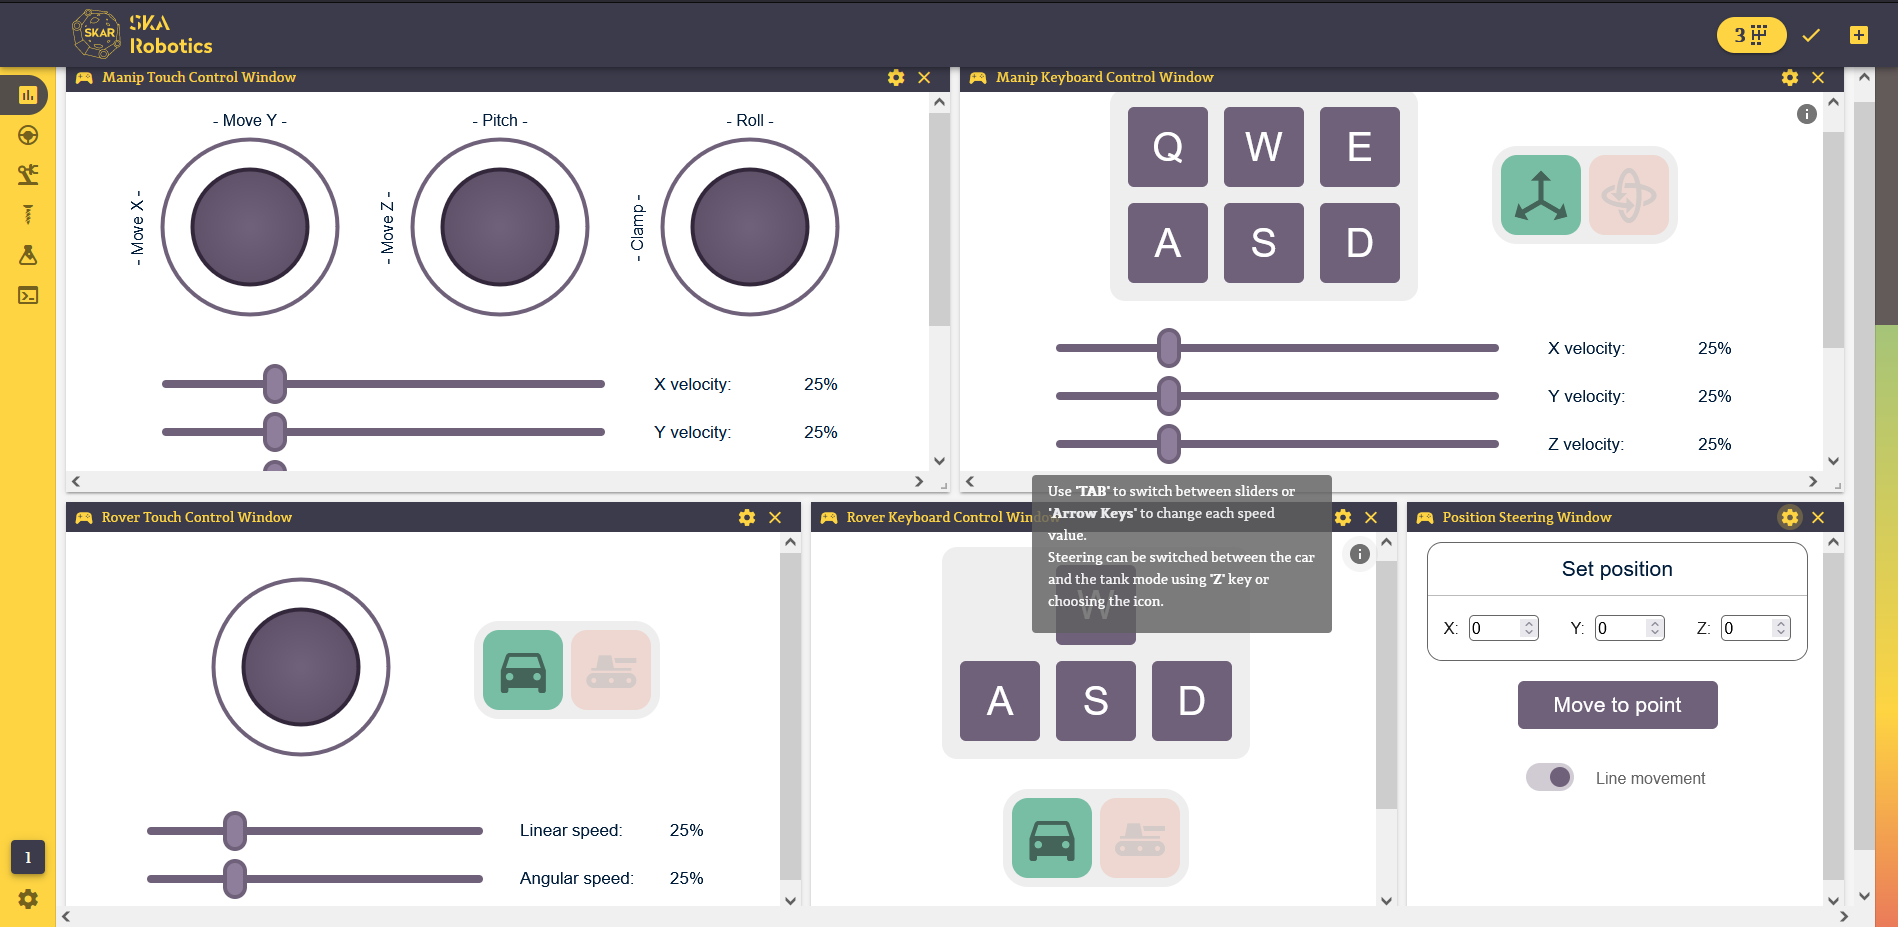 SKAR
SKA
Robotics
3
Manip Touch Control Window
- Move Y -
- Pitch -
- Roll -
- Move X -
- Move Z -
- Clamp -
X velocity:
25%
Y velocity:
25%
Manip Keyboard Control Window
Q
W
E
A
S
D
X velocity:
25%
Y velocity:
25%
Z velocity:
25%
Rover Touch Control Window
Linear speed:
25%
Angular speed:
25%
Rover Keyboard Control Window
Use "TAB" to switch between sliders or
"Arrow Keys" to change each speed
value.
Steering can be switched between the car
and the tank mode using "Z" key or
choosing the icon.
W
A
S
D
Position Steering Window
Set position
X:
0
Y:
0
Z:
0
Move to point
Line movement
1